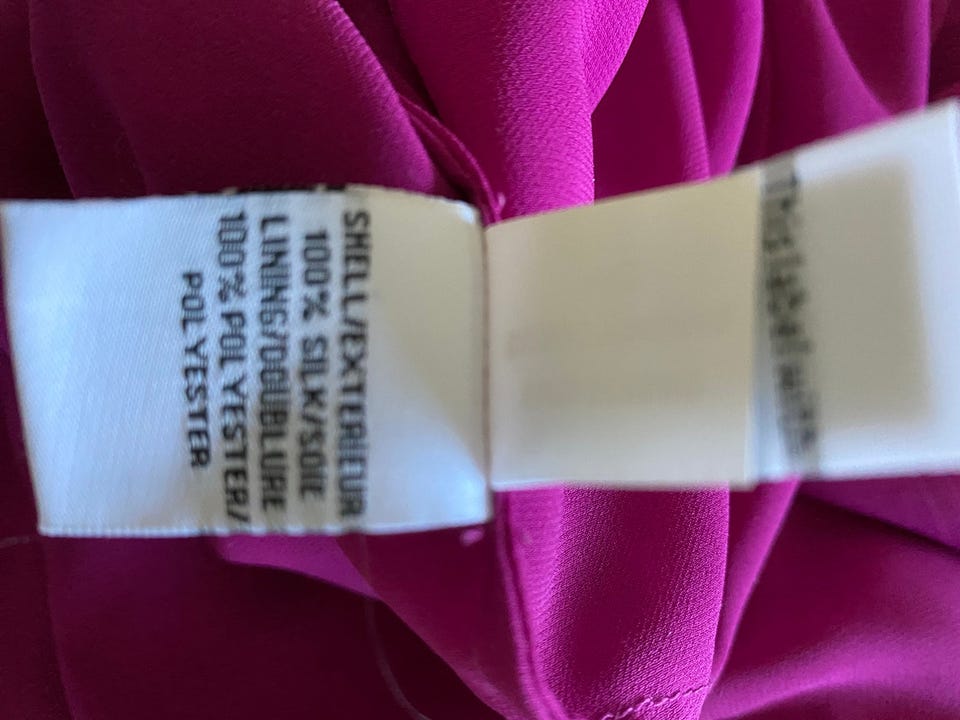 SHELL/EXTERIEUR
100% SILK/SOIE
LINING/DOUBLURE
100% POLYESTER/
POLYESTER